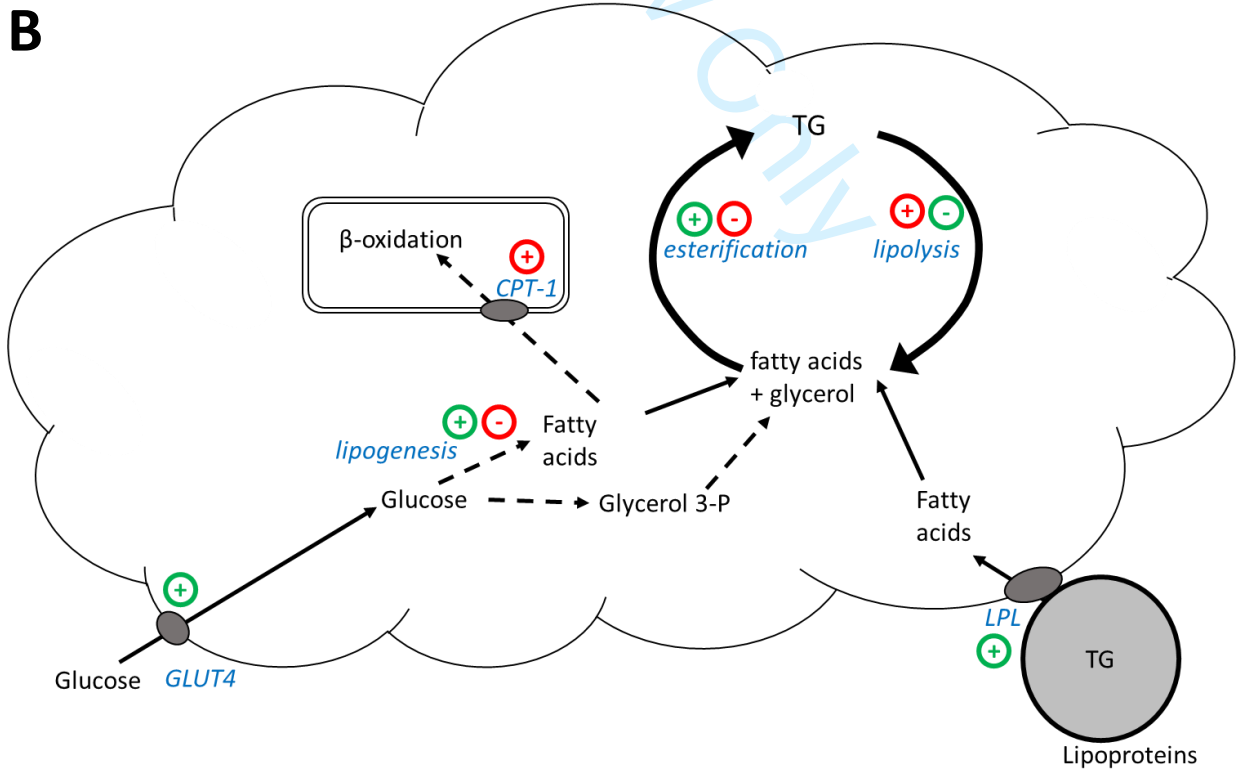 B
TG
+ -
+ -
esterification
lipolysis
β-oxidation
+
CPT-1
fatty acids
+ glycerol
+ -
lipogenesis
Fatty
acids
Glucose
Glycerol 3-P
Fatty
acids
+
Glucose
GLUT4
LPL
+
TG
Lipoproteins
only